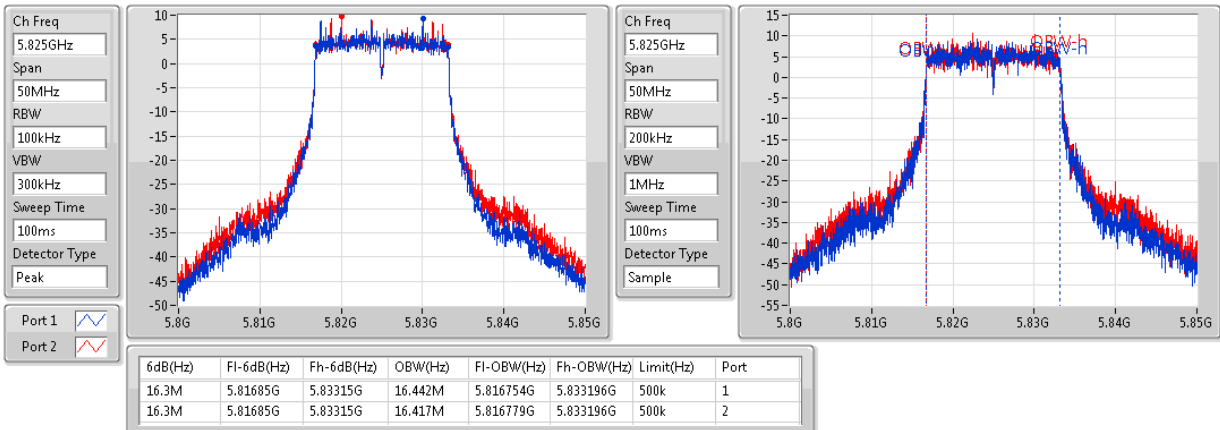 Ch Freq
5.825GHz
Span
50MHz
RBW
100kHz
VBW
300kHz
Sweep Time
100ms
Detector Type
Peak
Port 1
Port 2
10
5
0
-5
-10
-15
-20
-25
-30
-35
-40
-45
-50
5.8G 5.81G 5.82G 5.83G 5.84G 5.85G
Ch Freq
5.825GHz
Span
50MHz
RBW
200kHz
VBW
1MHz
Sweep Time
100ms
Detector Type
Sample
15
10
5
0
-5
-10
-15
-20
-25
-30
-35
-40
-45
-50
-55
OBW-h
5.8G 5.81G 5.82G 5.83G 5.84G 5.85G
6dB(Hz) Fl-6dB(Hz) Fh-6dB(Hz) OBW(Hz) Fl-OBW(Hz) Fh-OBW(Hz) Limit(Hz) Port
16.3M 5.81685G 5.83315G 16.442M 5.816754G 5.833196G 500k 1
16.3M 5.81685G 5.83315G 16.417M 5.816779G 5.833196G 500k 2